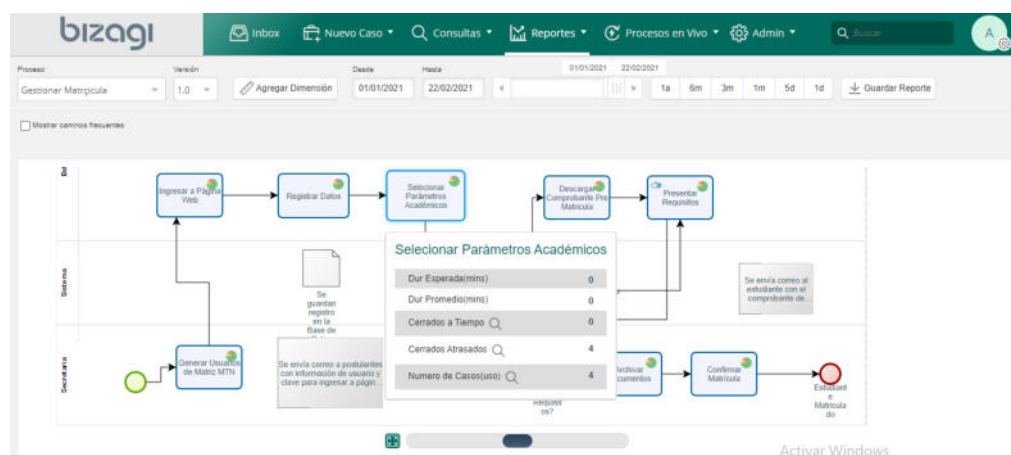 bizagi
Inbox
Nuevo Caso
Consultas
Reportes
Procesos en Vivo
Admin
Buscar
A
Proceso
Versión
Desde
Hasta
01/01/2021 22/02/2021
Gestionar Matrçicula
1.0
Agregar Dimensión
01/01/2021
22/02/2021
1a 6m 3m 1m 5d 1d
Guardar Reporte
Mostrar caminos frecuentes
Ingresar a Página
Web
Registrar Datos
Selecionar
Parámetros
Académicos
Descargar
Comprobante Pre
Matrícula
Presentar
Requisitos
Selecionar Parámetros Académicos
Dur Esperada(mins) 0
Dur Promedio(mins) 0
Cerrados a Tiempo 0
Cerrados Atrasados 4
Numero de Casos(uso) 4
Sistema
Se
guardan
registro
en la
Base de
Se envía correo al
estudiante con el
comprobante de...
Secretaria
Generar Usuarios
de Matriz MTN
Se envía correo a postulantes
con información de usuario y
clave para ingresar a págin...
Requisit
os?
Archivar
Confirmar
Matrícula
Estudiant
e
Matricula
do
Activar Windows